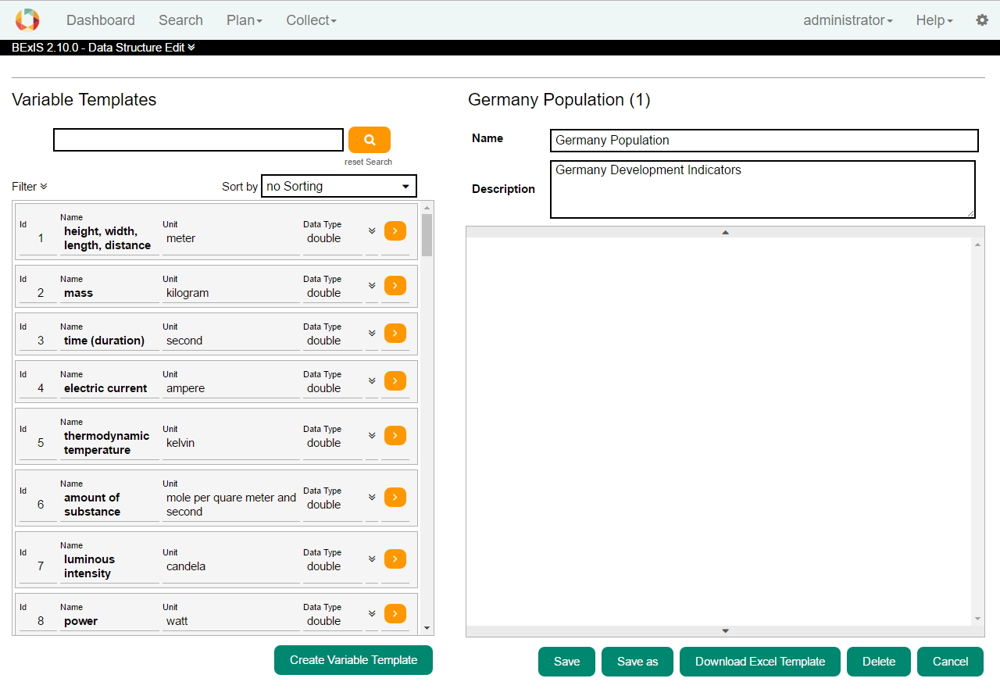 Dashboard Search Plan Collect administrator Help
BExIS 2.10.0 - Data Structure Edit
Variable Templates
reset Search
Filter Sort by no Sorting
Id Name Unit Data Type
1 height, width, length, distance meter double
Id Name Unit Data Type
2 mass kilogram double
Id Name Unit Data Type
3 time (duration) second double
Id Name Unit Data Type
4 electric current ampere double
Id Name Unit Data Type
5 thermodynamic temperature kelvin double
Id Name Unit Data Type
6 amount of substance mole per quare meter and second double
Id Name Unit Data Type
7 luminous intensity candela double
Id Name Unit Data Type
8 power watt double
Create Variable Template
Germany Population (1)
Name Germany Population
Description Germany Development Indicators
Save Save as Download Excel Template Delete Cancel